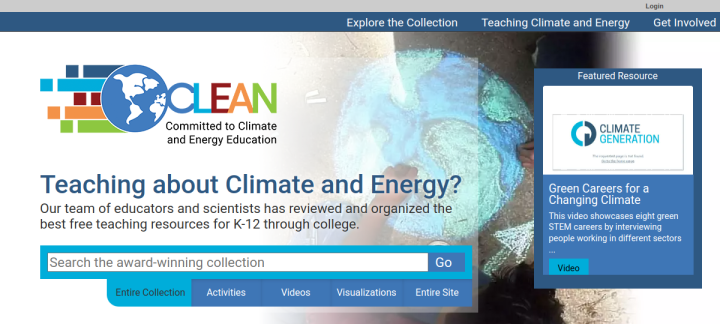 Login
Explore the Collection Teaching Climate and Energy Get Involved
CLEAN
Committed to Climate
and Energy Education
Teaching about Climate and Energy?
Our team of educators and scientists has reviewed and organized the
best free teaching resources for K-12 through college.
Search the award-winning collection Go
Entire Collection Activities Videos Visualizations Entire Site
Featured Resource
CLIMATE
GENERATION
Green Careers for a
Changing Climate
This video showcases eight green
STEM careers by interviewing
people working in different sectors
...
Video